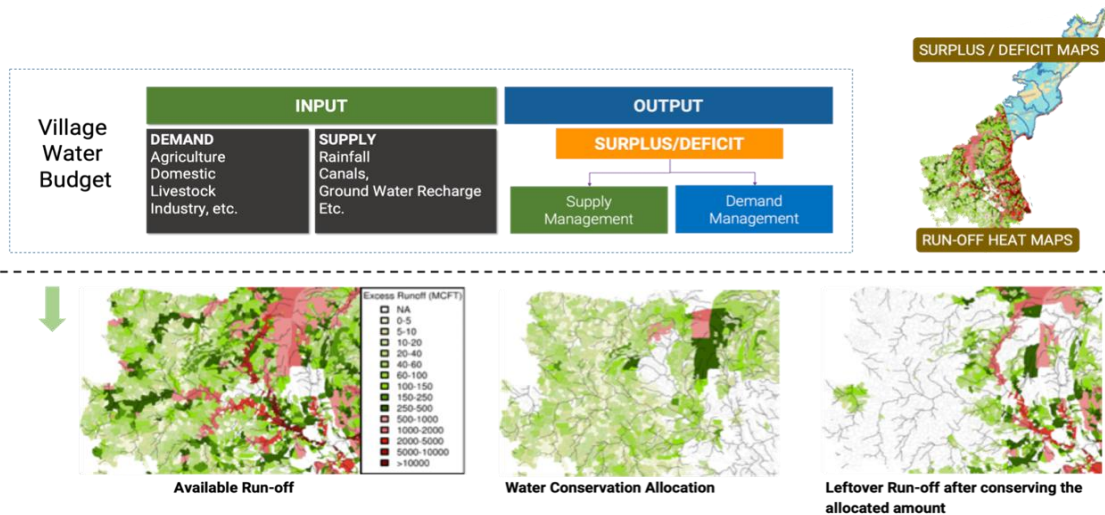 SURPLUS / DEFICIT MAPS
Village
Water
Budget
INPUT
DEMAND
Agriculture
Domestic
Livestock
Industry, etc.
SUPPLY
Rainfall
Canals,
Ground Water Recharge
Etc.
OUTPUT
SURPLUS/DEFICIT
Supply
Management
Demand
Management
RUN-OFF HEAT MAPS
Excess Runoff (MCFT)
NA
0-5
5-10
10-20
20-40
40-60
60-100
100-150
150-250
250-500
500-1000
1000-2000
2000-5000
5000-10000
>10000
Available Run-off
Water Conservation Allocation
Leftover Run-off after conserving the
allocated amount